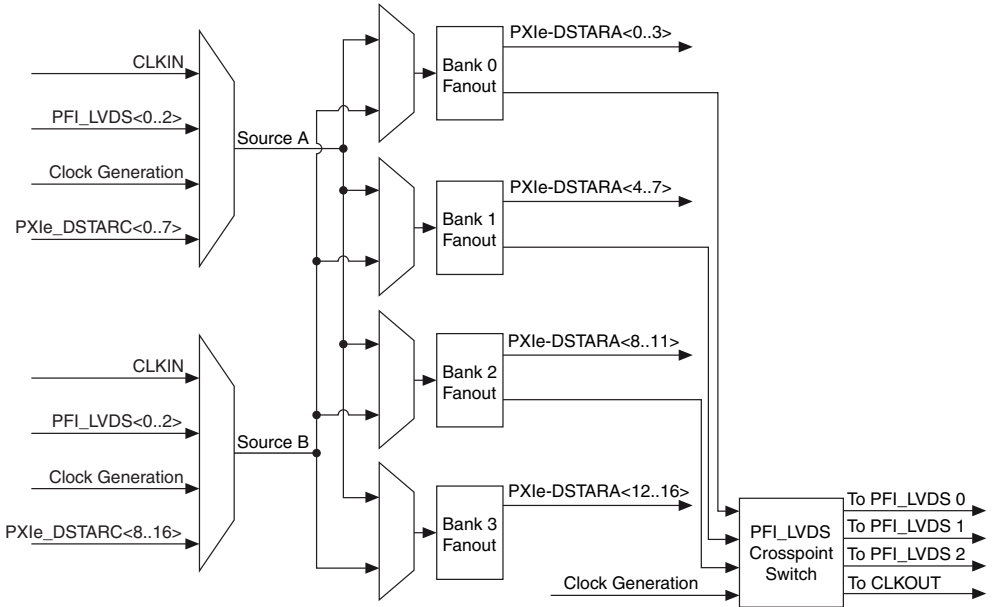 PXIe-DSTARA<0..3>
CLKIN
Bank 0
Fanout
PFI_LVDS<0..2>
Source A
Clock Generation
PXIe-DSTARA<4..7>
PXIe_DSTARC<0..7>
Bank 1
Fanout
PXIe-DSTARA<8..11>
CLKIN
Bank 2
Fanout
PFI_LVDS<0..2>
Source B
Clock Generation
PXIe-DSTARA<12..16>
PXIe_DSTARC<8..16>
Bank 3
Fanout
PFI_LVDS
Crosspoint
Switch
To PFI_LVDS 0
To PFI_LVDS 1
To PFI_LVDS 2
To CLKOUT
Clock Generation